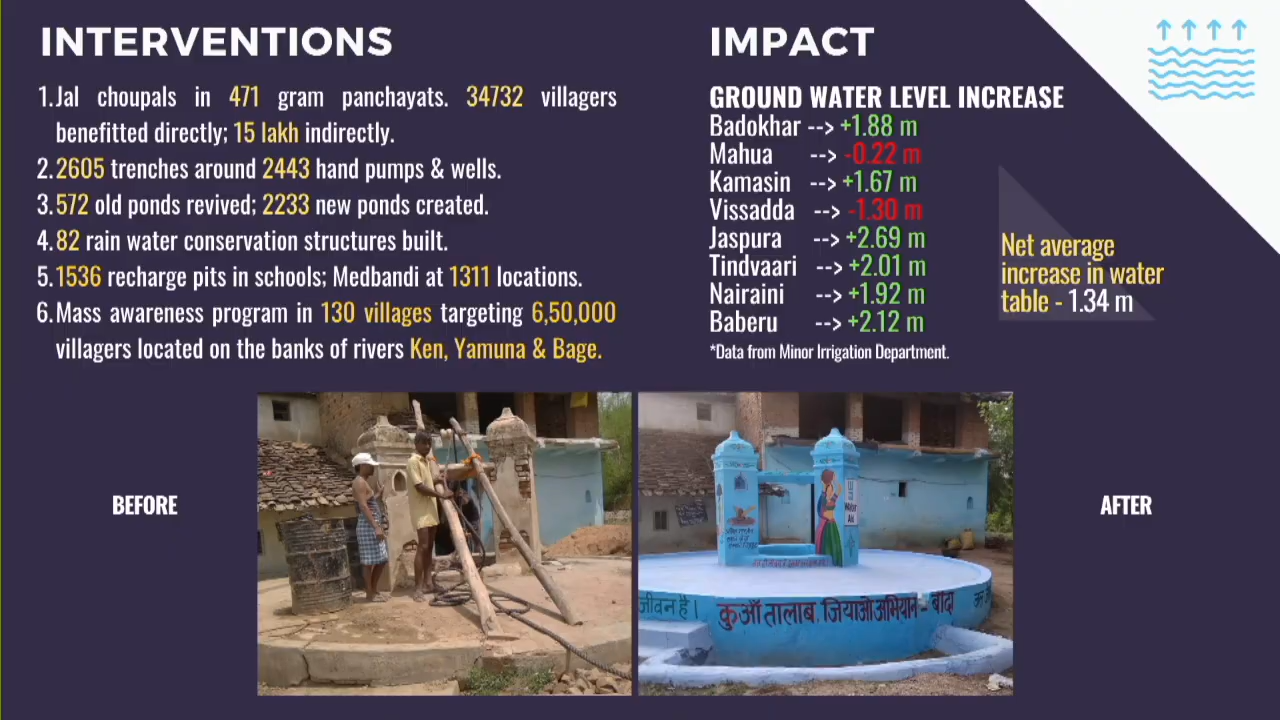 INTERVENTIONS
1.Jal choupals in 471 gram panchayats. 34732 villagers
benefitted directly; 15 lakh indirectly.
2.2605 trenches around 2443 hand pumps & wells.
3.572 old ponds revived; 2233 new ponds created.
4.82 rain water conservation structures built.
5.1536 recharge pits in schools; Medbandi at 1311 locations.
6.Mass awareness program in 130 villages targeting 6,50,000
villagers located on the banks of rivers Ken, Yamuna & Bage.
IMPACT
GROUND WATER LEVEL INCREASE
Badokhar --> +1.88 m
Mahua --> -0.22 m
Kamasin --> +1.67 m
Vissadda --> -1.30 m
Jaspura --> +2.69 m
Tindvaari --> +2.01 m
Nairaini --> +1.92 m
Baberu --> +2.12 m
*Data from Minor Irrigation Department.
Net average
increase in water
table - 1.34 m
BEFORE
AFTER
Water
Aid
जीवन है।
कुआँ तालाब जियाओ अभियान - बाँदा